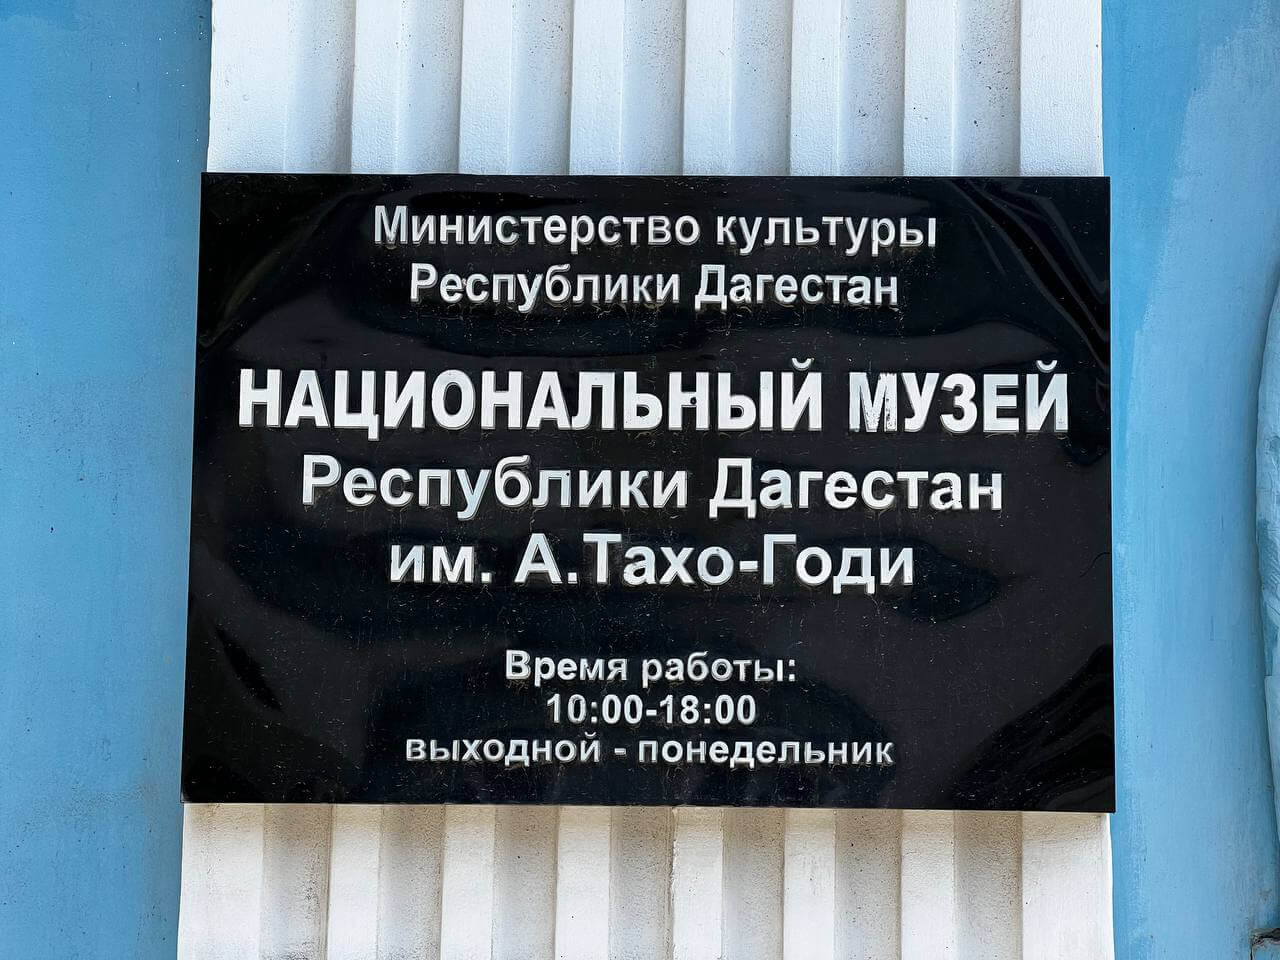 Министерство культуры
Республики Дагестан
НАЦИОНАЛЬНЫЙ МУЗЕЙ
Республики Дагестан
им. А.Тахо-Годи
Время работы:
10:00-18:00
выходной - понедельник